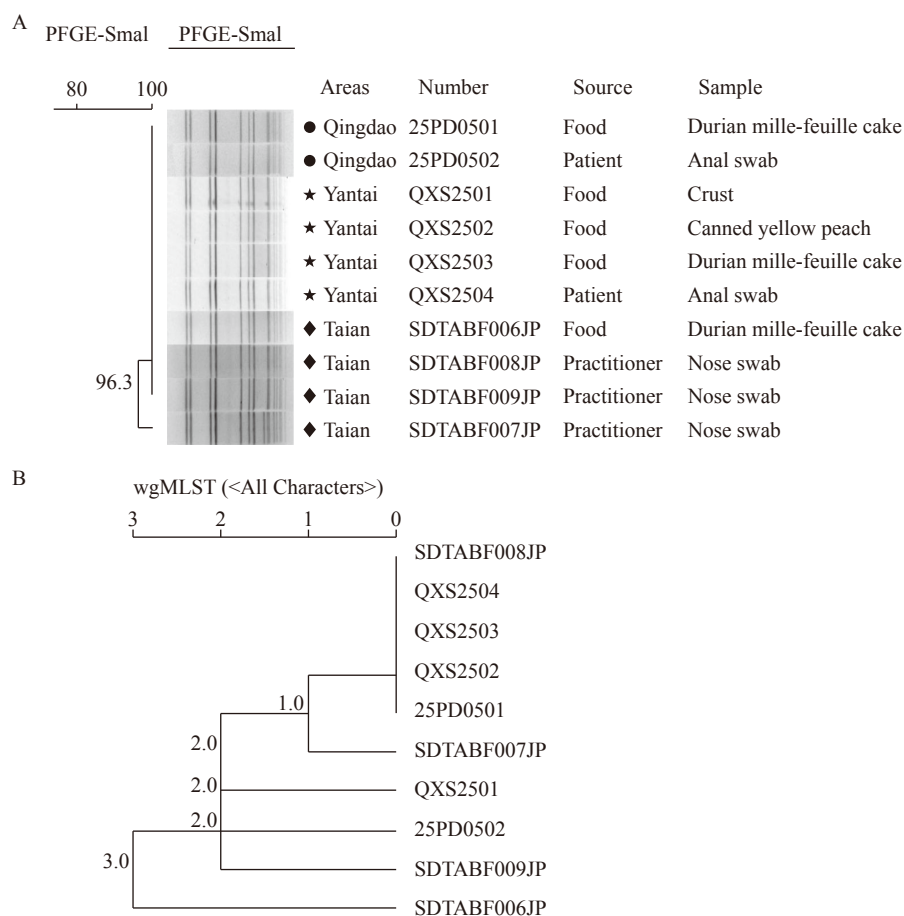 A
PFGE-Smal PFGE-Smal
80 100 Areas Number Source Sample
● Qingdao 25PD0501 Food Durian mille-feuille cake
● Qingdao 25PD0502 Patient Anal swab
★ Yantai QXS2501 Food Crust
★ Yantai QXS2502 Food Canned yellow peach
★ Yantai QXS2503 Food Durian mille-feuille cake
★ Yantai QXS2504 Patient Anal swab
♦ Taian SDTABF006JP Food Durian mille-feuille cake
♦ Taian SDTABF008JP Practitioner Nose swab
96.3
♦ Taian SDTABF009JP Practitioner Nose swab
♦ Taian SDTABF007JP Practitioner Nose swab
B
wgMLST (<All Characters>)
3 2 1 0
SDTABF008JP
QXS2504
QXS2503
QXS2502
1.0 25PD0501
2.0 SDTABF007JP
2.0 QXS2501
2.0 25PD0502
3.0 SDTABF009JP
SDTABF006JP